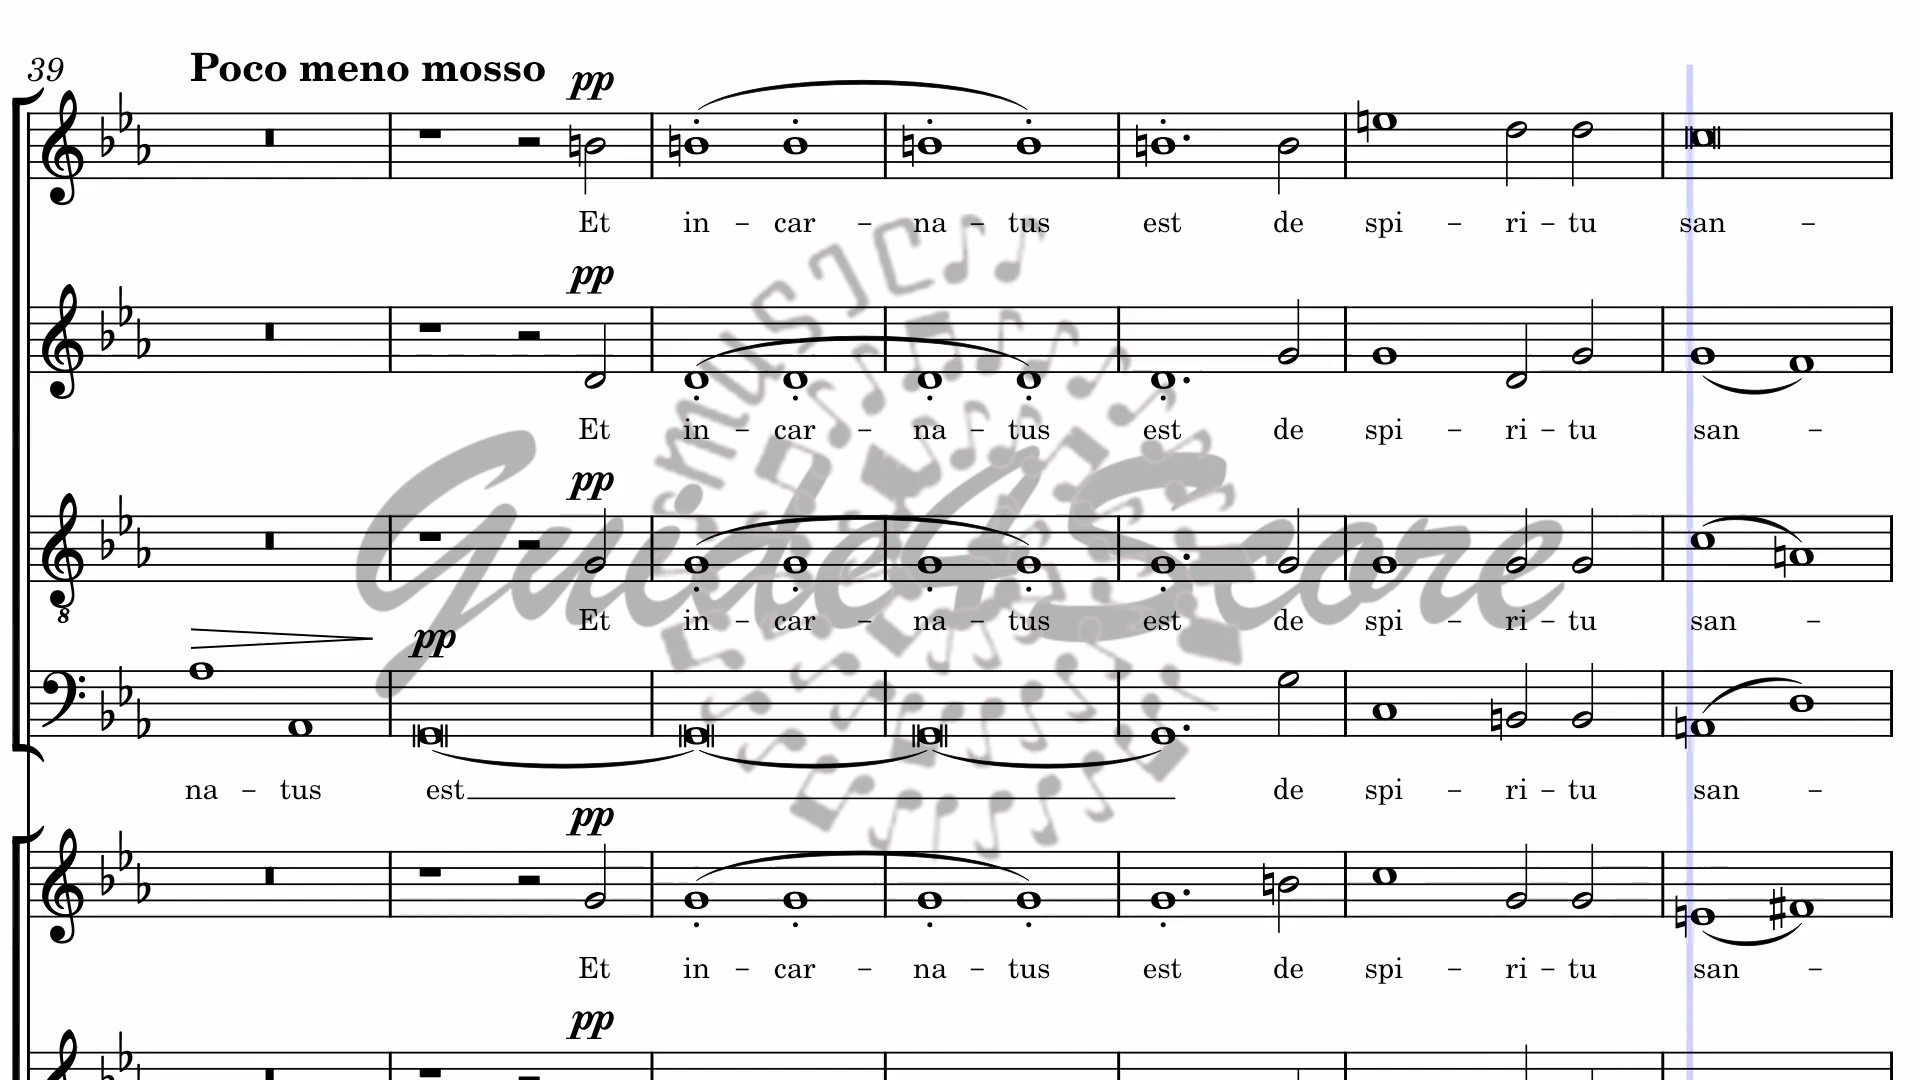 39
Poco meno mosso
pp
Et in – car – na – tus est de spi – ri – tu san –
pp
Et in – car – na – tus est de spi – ri – tu san –
pp
8
Et in – car – na – tus est de spi – ri – tu san –
pp
na – tus est de spi – ri – tu san –
pp
Et in – car – na – tus est de spi – ri – tu san –
pp
music
Guide4Score